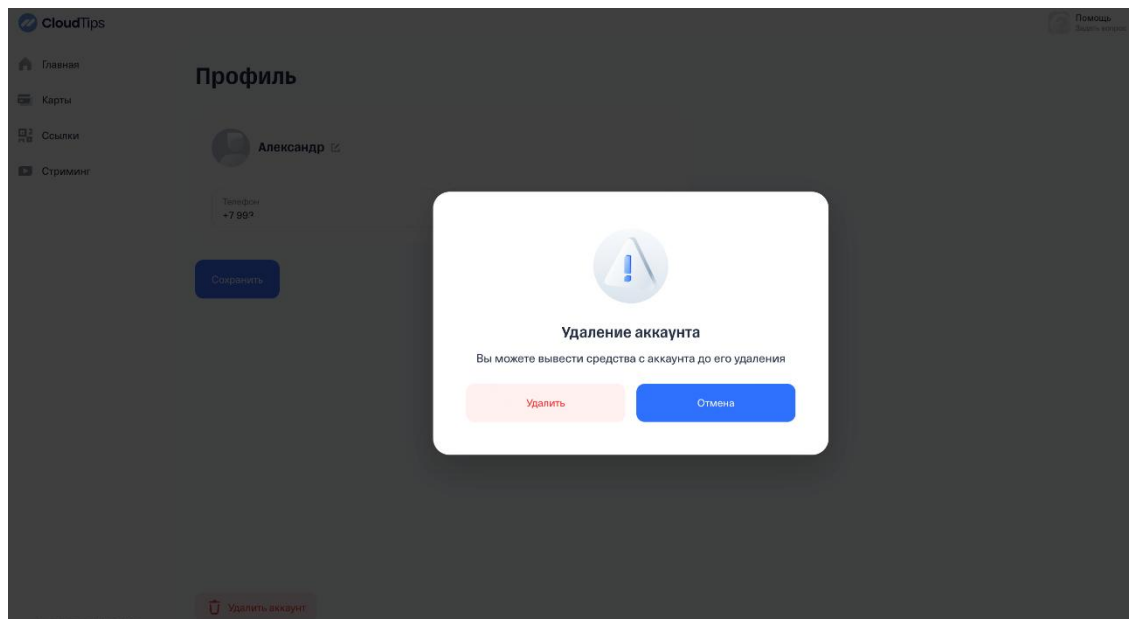 CloudTips
Помощь
Главная
Профиль
Карты
Ссылки
Александр
Стриминг
Телефон
+7 993
Сохранить
Удаление аккаунта
Вы можете вывести средства с аккаунта до его удаления
Удалить
Отмена
Удалить аккаунт